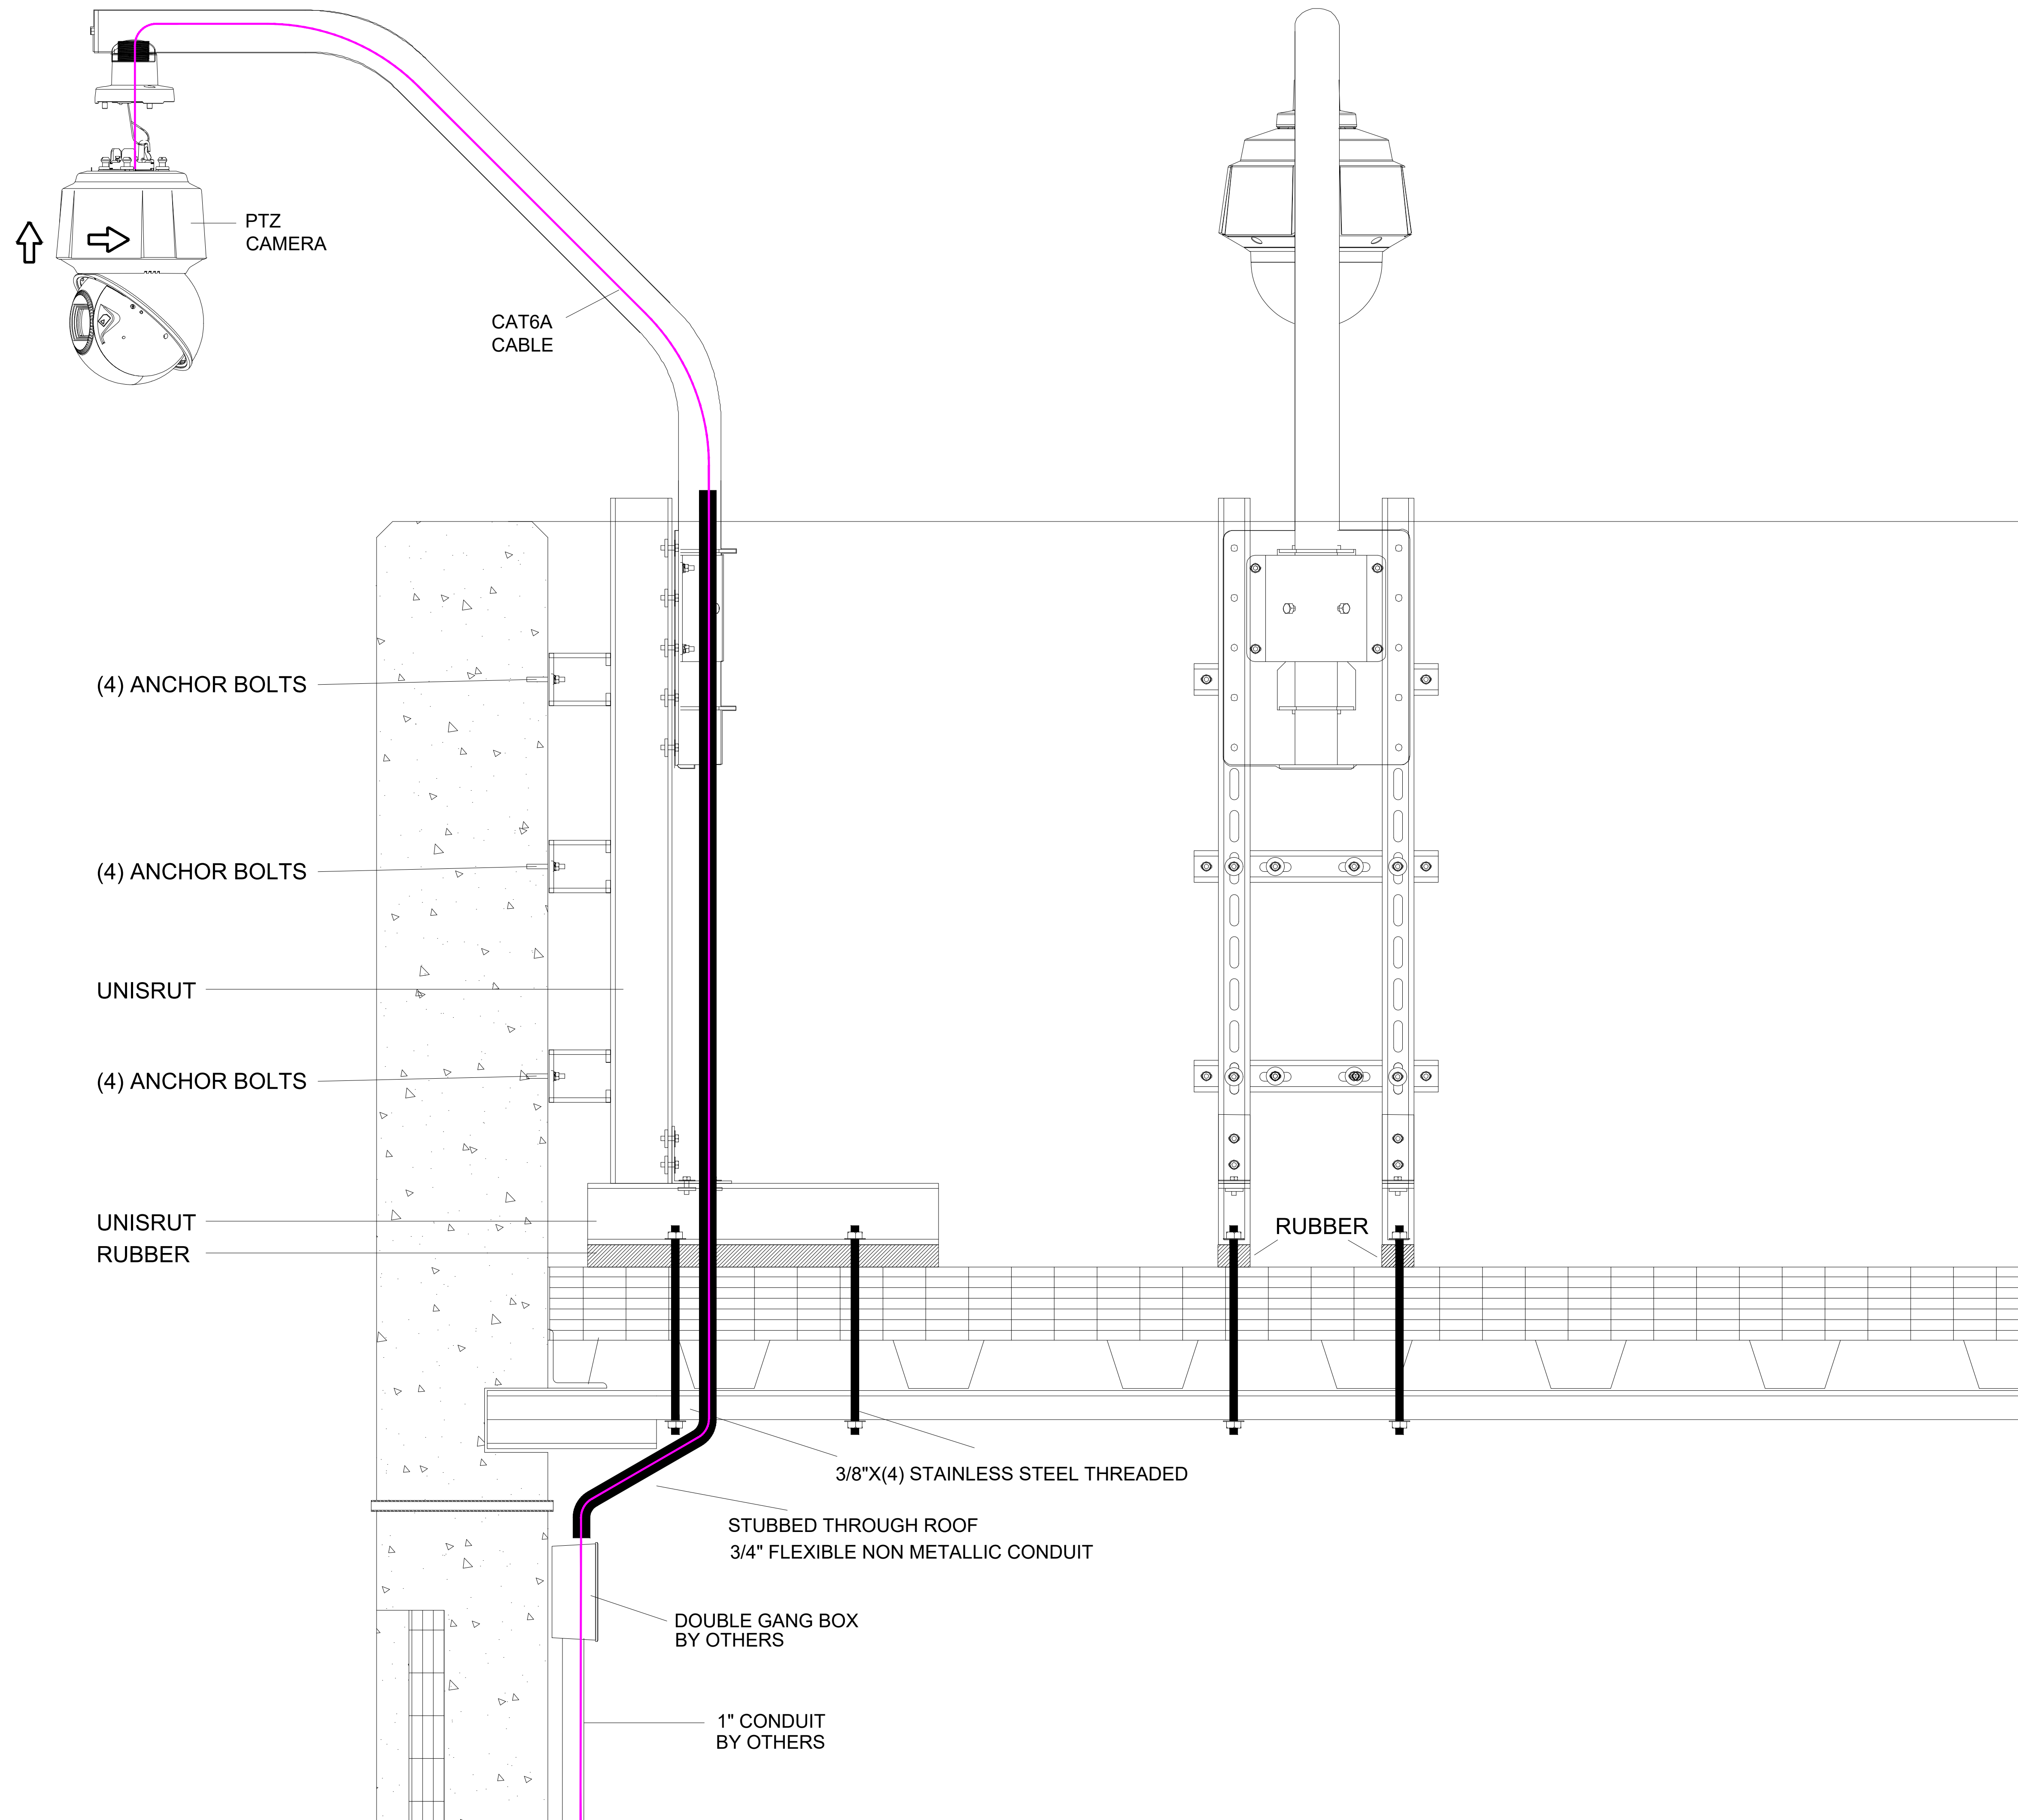 PTZ
CAMERA
CAT6A
CABLE
(4) ANCHOR BOLTS
(4) ANCHOR BOLTS
UNISRUT
(4) ANCHOR BOLTS
UNISRUT
RUBBER
RUBBER
3/8"X(4) STAINLESS STEEL THREADED
STUBBED THROUGH ROOF
3/4" FLEXIBLE NON METALLIC CONDUIT
DOUBLE GANG BOX
BY OTHERS
1" CONDUIT
BY OTHERS